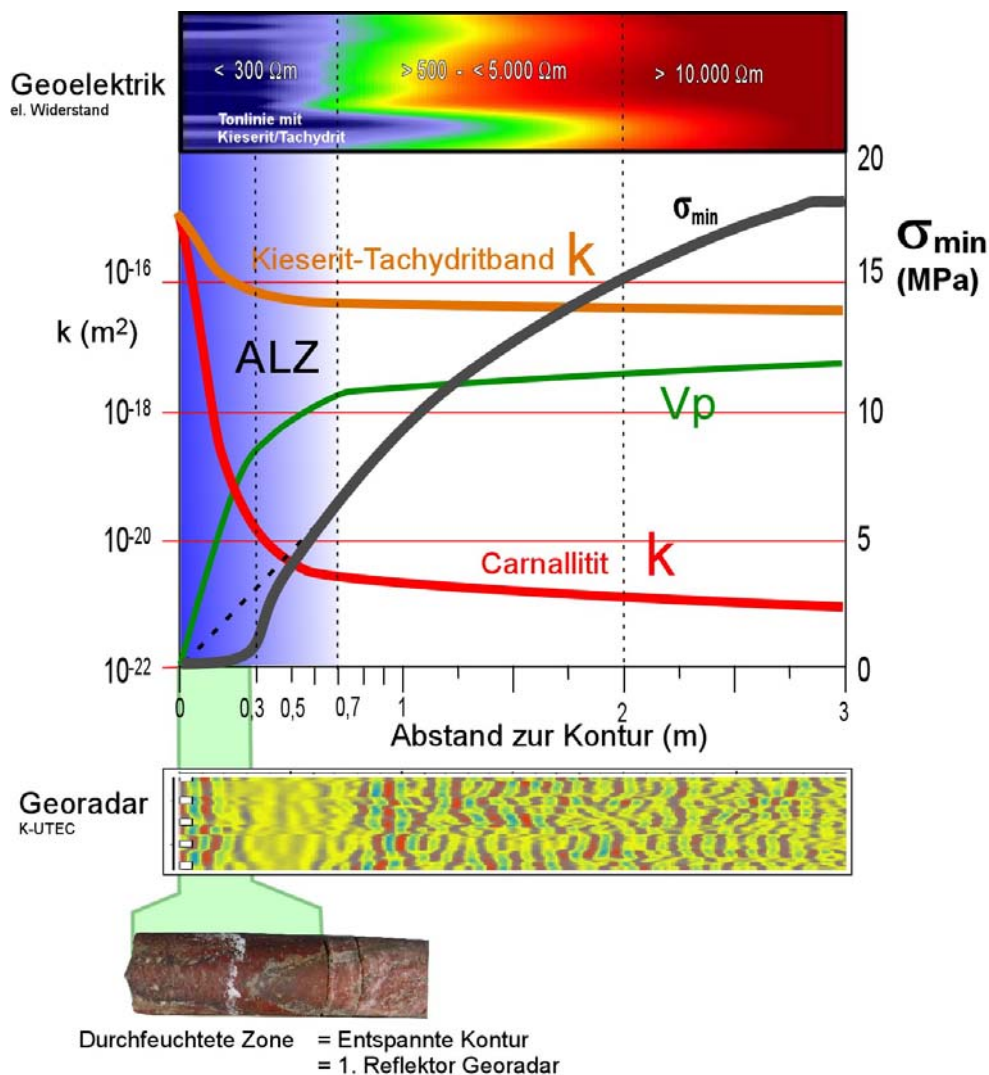 Geoelektrik
el. Widerstand
< 300 Ωm
> 500 - < 5.000 Ωm
> 10.000 Ωm
Tonlinie mit
Kieserit/Tachydrit
20
σmin
σmin
(MPa)
Kieserit-Tachydritband k
10-16
15
k (m2)
ALZ
Vp
10-18
10
10-20
5
Carnallitit k
10-22
0
0 0,3 0,5 0,7 1 2 3
Abstand zur Kontur (m)
Georadar
K-UTEC
Durchfeuchtete Zone = Entspannte Kontur
= 1. Reflektor Georadar